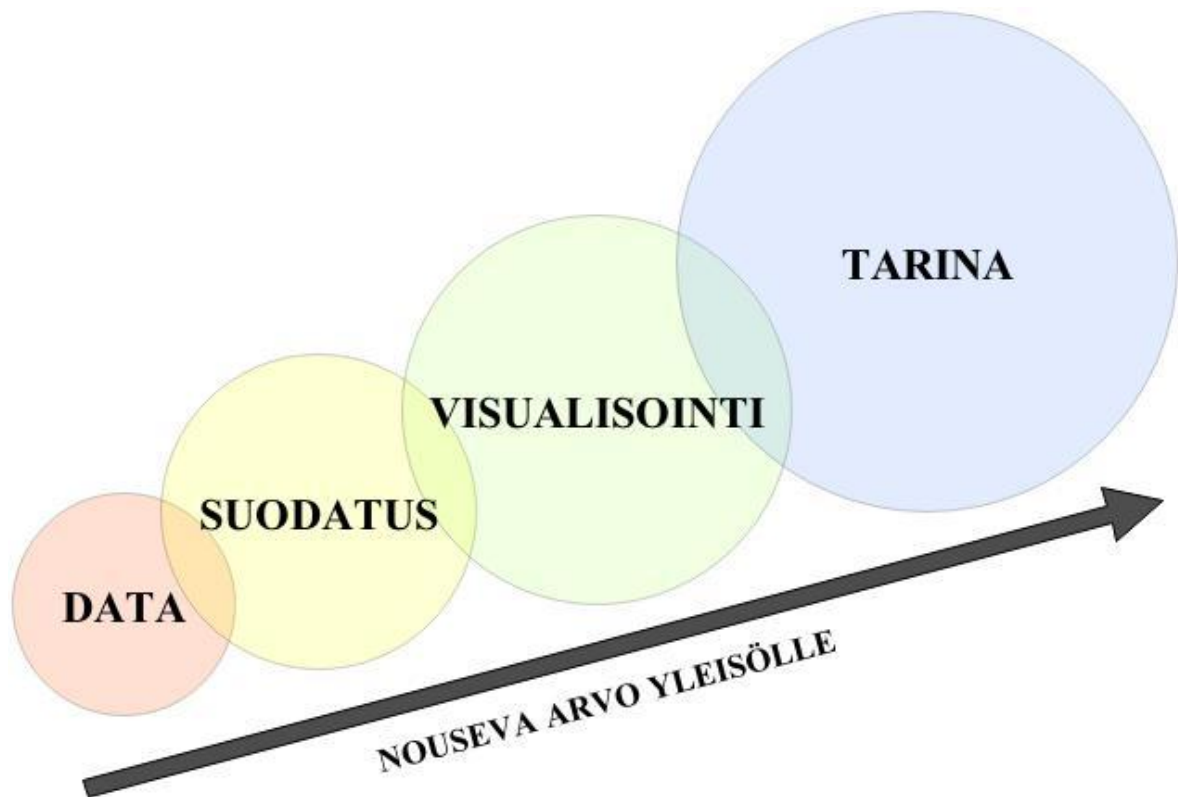 DATA
SUODATUS
VISUALISOINTI
TARINA
NOUSEVA ARVO YLEISÖLLE